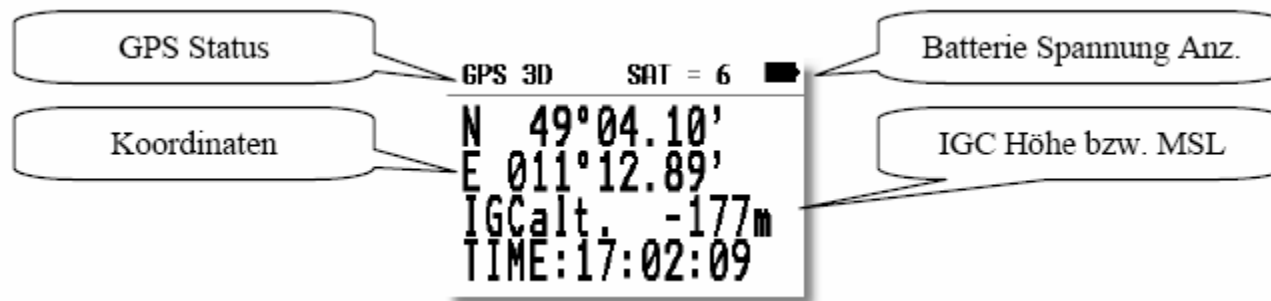 GPS Status
Batterie Spannung Anz.
GPS 3D SAT = 6
Koordinaten
IGC Höhe bzw. MSL
N 49°04.10'
E 011°12.89'
IGCalt. -177m
TIME:17:02:09